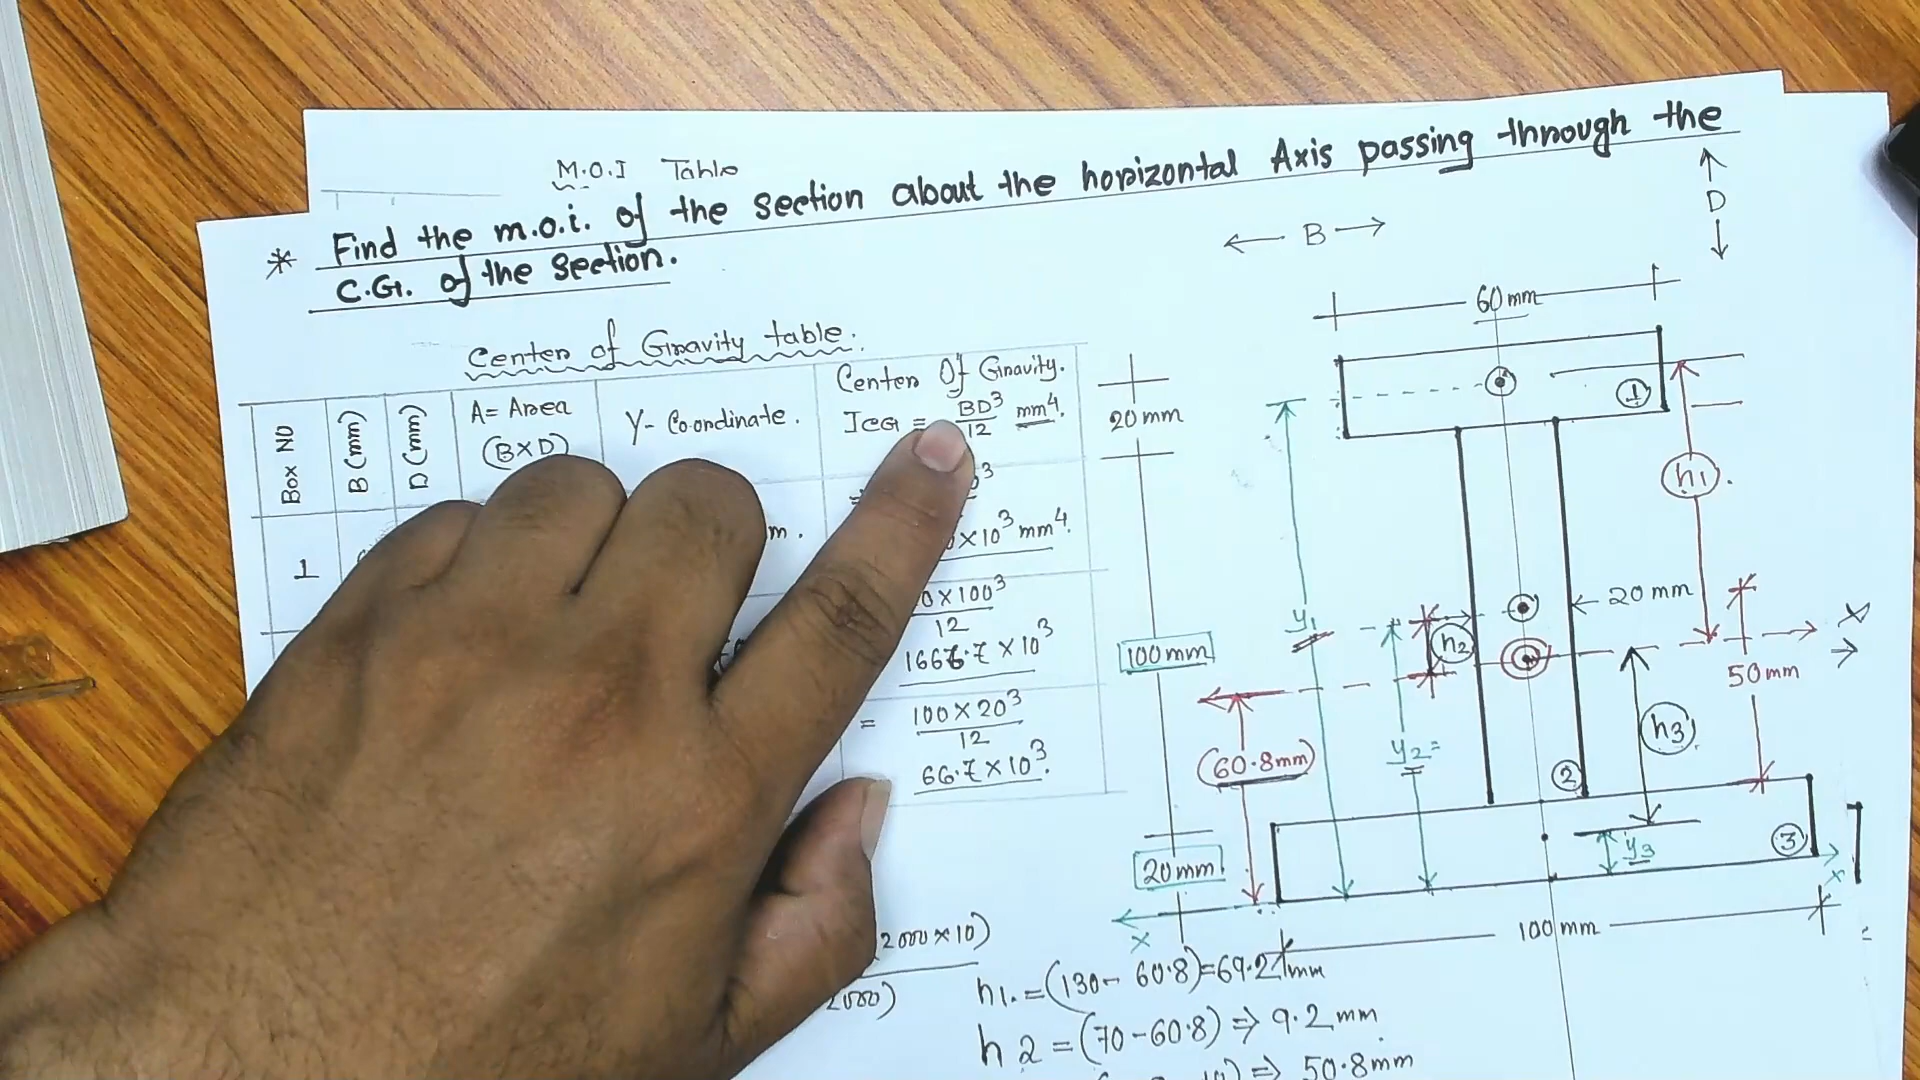 M.O.I Table
* Find the m.o.i. of the section about the horizontal Axis passing through the
C.G. of the section.
Center of Gravity table.
Box NO
B (mm)
D (mm)
A = Area
(B×D)
Y- Co-ordinate.
Center Of Gravity.
ICG = BD³/12 mm⁴.
1
m.
×10³ mm⁴.
0×100³
12
1666.7 × 10³
= 100 × 20³
12
66.7 × 10³.
2000×10)
2000)
h1. = (130 - 60.8) = 69.2 mm
h2 = (70 - 60.8) ⇒ 9.2 mm
⇒ 50.8mm
← B →
D
60 mm
20 mm
1
h1.
y1
h2
← 20 mm
X
100 mm
50 mm
(60.8mm)
y2 =
h3
2
20 mm
y3
3
x
x
100 mm